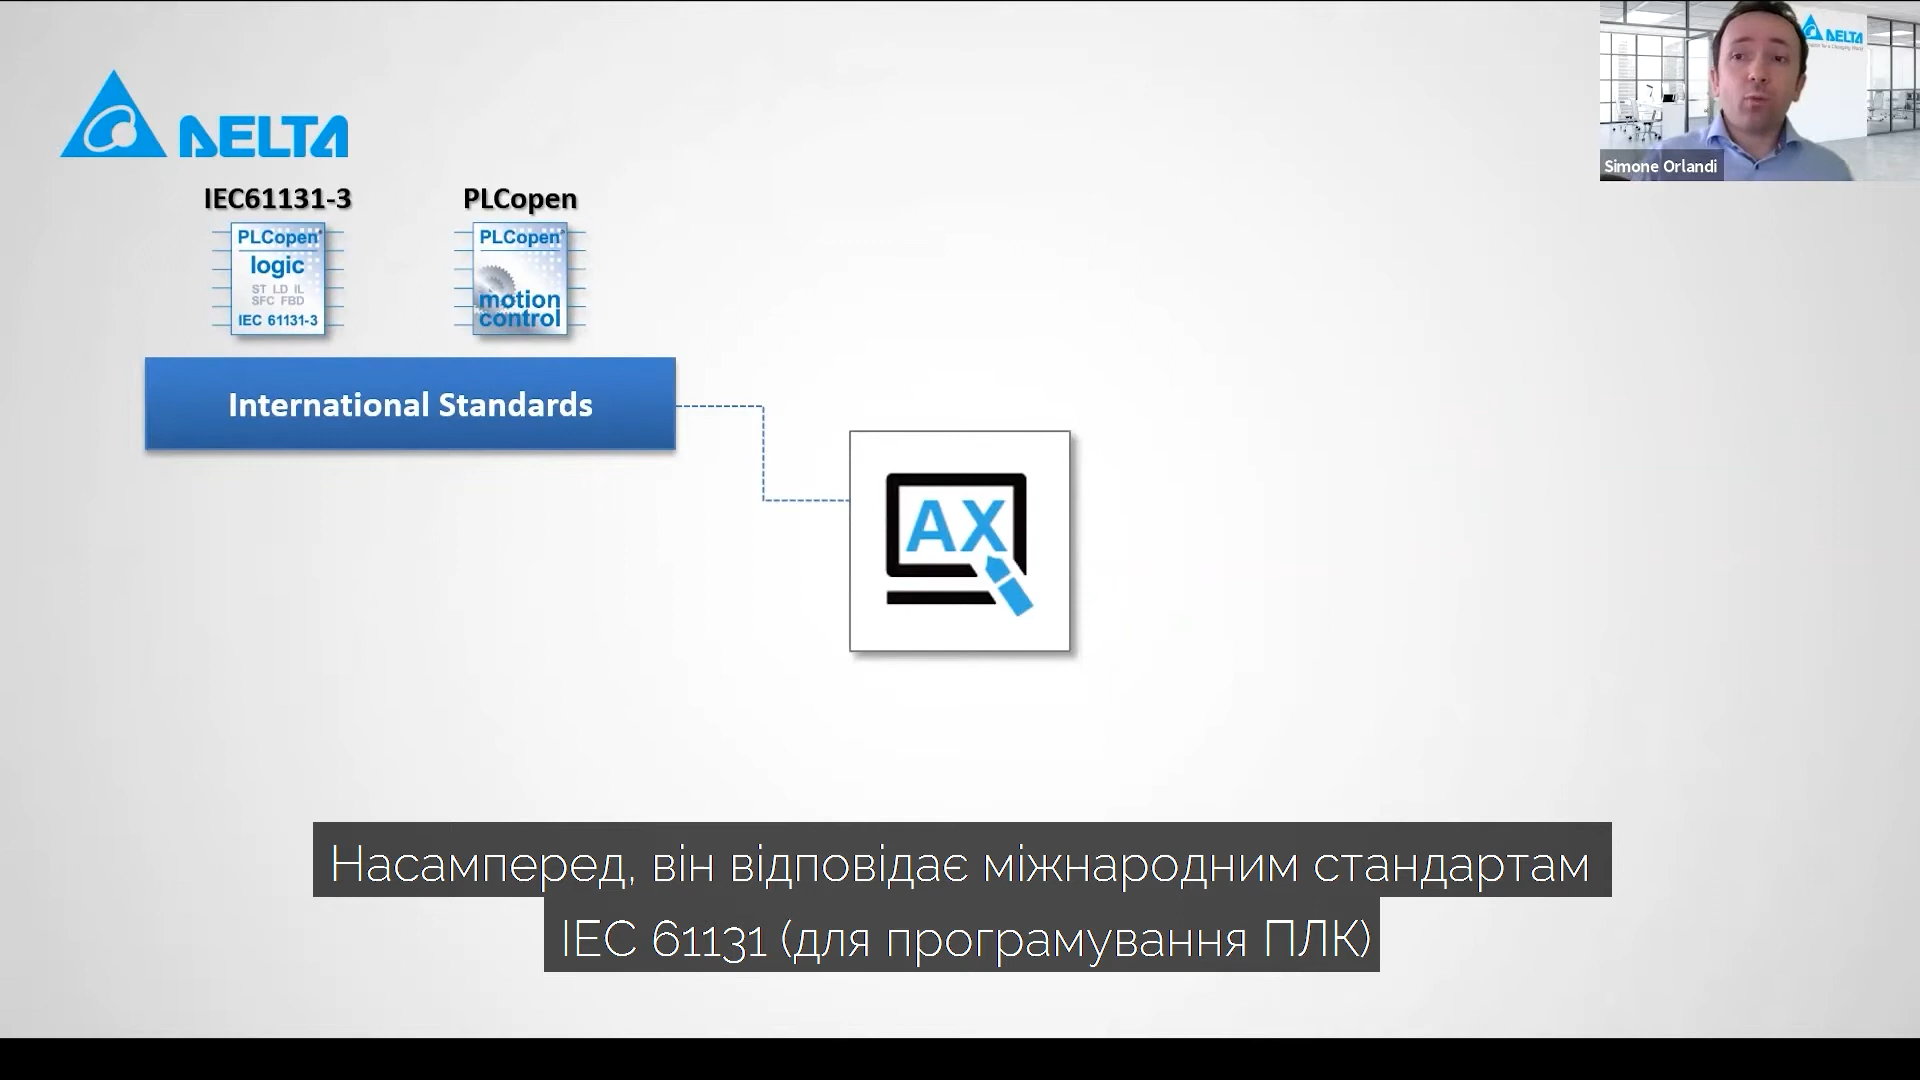 DELTA
DELTA
Simone Orlandi
IEC61131-3
PLCopen
PLCopen
logic
ST LD IL
SFC FBD
IEC 61131-3
PLCopen
motion
control
International Standards
AX
Насамперед, він відповідає міжнародним стандартам
IEC 61131 (для програмування ПЛК)